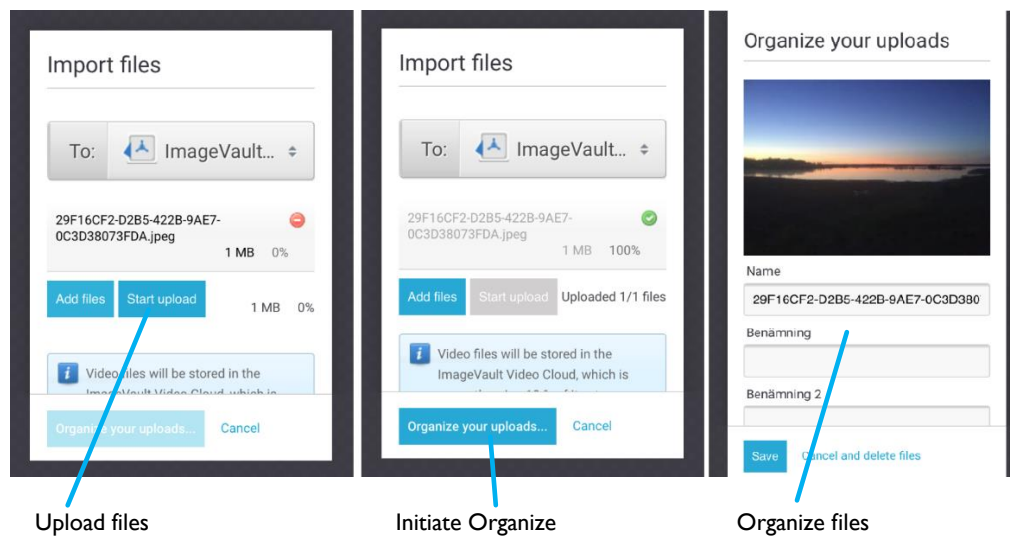 Import files
To:
ImageVault...
29F16CF2-D2B5-422B-9AE7-
0C3D38073FDA.jpeg
1 MB 0%
Add files
Start upload
1 MB 0%
Video files will be stored in the
ImageVault Video Cloud, which is
Organize your uploads...
Cancel
Upload files
Import files
To:
ImageVault...
29F16CF2-D2B5-422B-9AE7-
0C3D38073FDA.jpeg
1 MB 100%
Add files
Start upload
Uploaded 1/1 files
Video files will be stored in the
ImageVault Video Cloud, which is
Organize your uploads...
Cancel
Initiate Organize
Organize your uploads
Name
29F16CF2-D2B5-422B-9AE7-0C3D380
Benämning
Benämning 2
Save
Cancel and delete files
Organize files